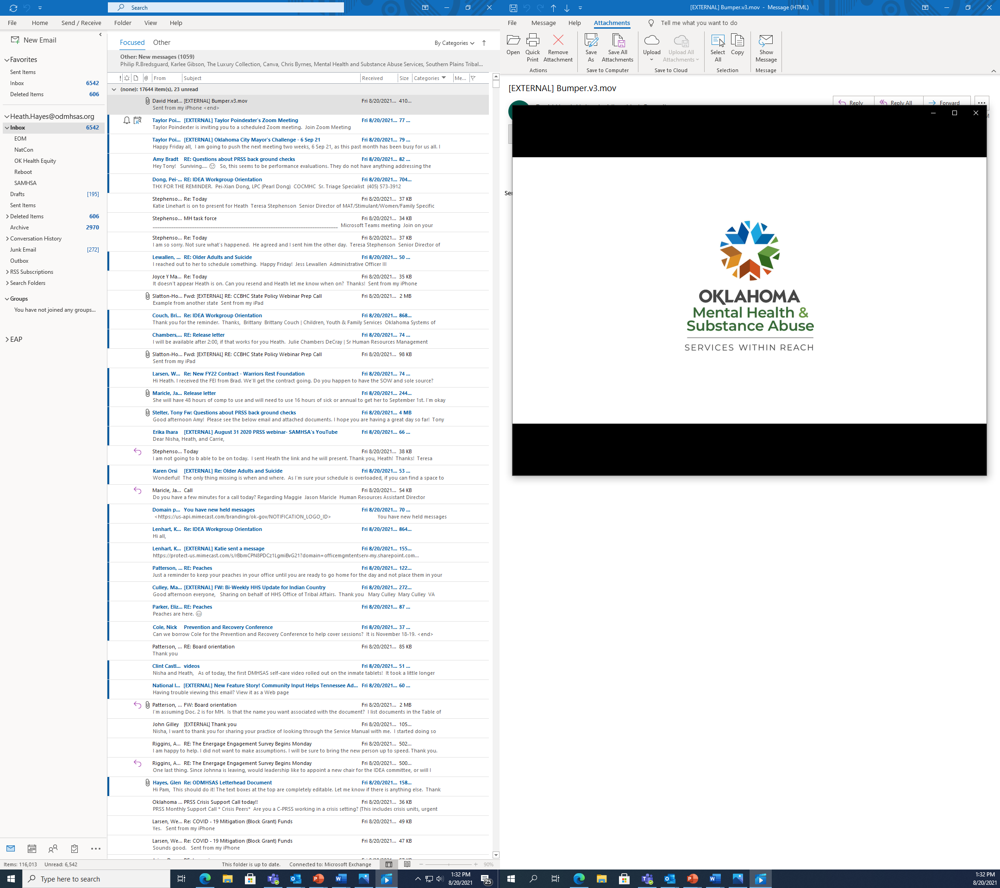 Search
File Home Send / Receive Folder View Help
New Email
Favorites
Sent Items
Inbox 6542
Deleted Items 606
Heath.Hayes@odmhsas.org
Inbox 6542
EOM
NatCon
OK Health Equity
Reboot
SAMHSA
Drafts [195]
Sent Items
Deleted Items 606
Archive 2970
Conversation History
Junk Email [272]
Outbox
RSS Subscriptions
Search Folders
Groups
You have not joined any groups...
EAP
Focused Other By Categories
Other: New messages (1059)
Philip R.Bredsguard, Karlee Gibson, The Luxury Collection, Canva, Chris Byrnes, Mental Health and Substance Abuse Services, Southern Plains Tribal...
! From Subject Received Size Categories Me...
(none): 17644 item(s), 23 unread
David Heat... [EXTERNAL] Bumper.v3.mov Fri 8/20/2021... 410...
Sent from my iPhone <end>
Taylor Poi... [EXTERNAL] Taylor Poindexter's Zoom Meeting Fri 8/20/2021... 77 ...
Taylor Poindexter is inviting you to a scheduled Zoom meeting. Join Zoom Meeting
Taylor Poi... [EXTERNAL] Oklahoma City Mayor's Challenge - 6 Sep 21 Fri 8/20/2021... 79 ...
Happy Friday all, I am going to push the next meeting two weeks, 6 Sep 21, as this past month has been busy for us all. I
Amy Bradt RE: Questions about PRSS back ground checks Fri 8/20/2021... 82 ...
Hey Tony! Surviving.... So, this seems to be performance evaluations. They do not have anything addressing the
Dong, Pei-... RE: IDEA Workgroup Orientation Fri 8/20/2021... 704...
THX FOR THE REMINDER. Pei-Xian Dong, LPC (Pearl Dong) COCMHC Sr. Triage Specialist (405) 573-3912
Stephenso... Re: Today Fri 8/20/2021... 37 KB
Katie Linehart is on to present for Heath Teresa Stephenson Senior Director of MAT/Stimulant/Women/Family Specific
Stephenso... MH task force Fri 8/20/2021... 34 KB
Microsoft Teams meeting Join on your
Stephenso... Re: Today Fri 8/20/2021... 37 KB
I am so sorry. Not sure what's happened. He agreed and I sent him the other day. Teresa Stephenson Senior Director of
Lewallen, ... RE: Older Adults and Suicide Fri 8/20/2021... 50 ...
I reached out to her to schedule something. Happy Friday! Jess Lewallen Administrative Officer III
Joyce Y Ma... Re: Today Fri 8/20/2021... 35 KB
It doesn't appear Heath is on. Can you resend and Heath let me know when on? Thanks! Sent from my iPhone
Slatton-Ho... Fwd: [EXTERNAL] RE: CCBHC State Policy Webinar Prep Call Fri 8/20/2021... 2 MB
Example from another state Sent from my iPad
Couch, Bri... Re: IDEA Workgroup Orientation Fri 8/20/2021... 868...
Thank you for the reminder. Thanks, Brittany Brittany Couch | Children, Youth & Family Services Oklahoma Systems of
Chambers,... RE: Release letter Fri 8/20/2021... 74 ...
I will be available after 2:00, if that works for you Heath. Julie Chambers DeCray | Sr Human Resources Management
Slatton-Ho... Fwd: [EXTERNAL] RE: CCBHC State Policy Webinar Prep Call Fri 8/20/2021... 98 KB
Sent from my iPad
Larsen, W... Re: New FY22 Contract - Warriors Rest Foundation Fri 8/20/2021... 74 ...
Hi Heath. I received the FEI from Brad. We'll get the contract going. Do you happen to have the SOW and sole source?
Maricle, Ja... Release letter Fri 8/20/2021... 244...
She will have 48 hours of comp to use and will need to use 16 hours of sick or annual to get her to September 1st. I'm okay
Stelter, Tony Fw: Questions about PRSS back ground checks Fri 8/20/2021... 4 MB
Good afternoon Amy! Please see the below email and attached documents. I hope you are having a great day so far! Tony
Erika Ihara [EXTERNAL] August 31 2020 PRSS webinar- SAMHSA's YouTube Fri 8/20/2021... 66 ...
Dear Nisha, Heath, and Carrie,
Stephenso... Today Fri 8/20/2021... 38 KB
I am not going to b able to be on today. I sent Heath the link and he will present. Thank you, Heath! Thanks! Teresa
Karen Orsi [EXTERNAL] Re: Older Adults and Suicide Fri 8/20/2021... 53 ...
Wonderful! The only thing missing is when and where. As I'm sure your schedule is overloaded, if you can find a space to
Maricle, Ja... Call Fri 8/20/2021... 54 KB
Do you have a few minutes for a call today? Regarding Maggie Jason Maricle Human Resources Assistant Director
Domain p... You have new held messages Fri 8/20/2021... 70 ...
<https://us-api.mimecast.com/branding/ok-gov/NOTIFICATION_LOGO_ID> You have new held messages
Lenhart, K... Re: IDEA Workgroup Orientation Fri 8/20/2021... 864...
Hi all,
Lenhart, K... [EXTERNAL] Katie sent a message Fri 8/20/2021... 155...
https://protect-us.mimecast.com/s/rBbmCPN8PDCz1LgmiBvG21?domain=officemgmtentserv-my.sharepoint.com...
Patterson, ... RE: Peaches Fri 8/20/2021... 122...
Just a reminder to keep your peaches in your office until you are ready to go home for the day and not place them in your
Culley, Ma... [EXTERNAL] FW: Bi-Weekly HHS Update for Indian Country Fri 8/20/2021... 272...
Good afternoon everyone, Sharing on behalf of HHS Office of Tribal Affairs. Thank you Mary Culley Mary Culley VA
Parker, Eliz... RE: Peaches Fri 8/20/2021... 87 ...
Peaches are here.
Cole, Nick Prevention and Recovery Conference Fri 8/20/2021... 37 ...
Can we borrow Cole for the Prevention and Recovery Conference to help cover sessions? It is November 18-19. <end>
Patterson, ... RE: Board orientation Fri 8/20/2021... 85 KB
Thank you
Clint Castl... videos Fri 8/20/2021... 51 ...
Nisha and Heath, As of today, the first DMHSAS self-care video rolled out on the inmate tablets! It took a little longer
National I... [EXTERNAL] New Feature Story! Community Input Helps Tennessee Ad... Fri 8/20/2021... 60 ...
Having trouble viewing this email? View it as a Web page
Patterson, ... FW: Board orientation Fri 8/20/2021... 2 MB
I'm assuming Doc. 2 is for MH. Is that the name you want associated with the document? I list documents in the Table of
John Gilley [EXTERNAL] Thank you Fri 8/20/2021... 105...
Nisha, I want to thank you for sharing your practice of looking through the Service Manual with me. I started doing so
Riggins, A... RE: The Energage Engagement Survey Begins Monday Fri 8/20/2021... 502...
I am happy to help. I did not want to make assumptions. I will be sure to bring the new person up to speed. Thank you.
Riggins, A... RE: The Energage Engagement Survey Begins Monday Fri 8/20/2021... 500...
One last thing. Since Johnna is leaving, would leadership like to appoint a new chair for the IDEA committee, or will I
Hayes, Glen Re: ODMHSAS Letterhead Document Fri 8/20/2021... 158...
Hi Pam, This should do it! The text boxes at the top are completely editable. Let me know if there is anything else. Thank
Oklahoma ... PRSS Crisis Support Call today!! Fri 8/20/2021... 36 KB
PRSS Monthly Support Call * Crisis Peers* Are you a C-PRSS working in a crisis setting? (This includes crisis units, urgent
Larsen, We... Re: COVID - 19 Mitigation (Block Grant) Funds Fri 8/20/2021... 49 KB
Yes. Sent from my iPhone
Larsen, We... Re: COVID - 19 Mitigation (Block Grant) Funds Fri 8/20/2021... 47 KB
Sounds good. Sent from my iPhone
Items: 116,013 Unread: 6,542 This folder is up to date. Connected to: Microsoft Exchange 90%
Type here to search 1:32 PM
8/20/2021 25
[EXTERNAL] Bumper.v3.mov - Message (HTML)
File Message Help Attachments Tell me what you want to do
Open Quick Print Remove Attachment Save As Save All Attachments Upload Upload All Attachments Select All Copy Show Message
Actions Save to Computer Save to Cloud Selection Message
[EXTERNAL] Bumper.v3.mov
Reply Reply All Forward
OKLAHOMA
Mental Health &
Substance Abuse
SERVICES WITHIN REACH
1:32 PM
8/20/2021